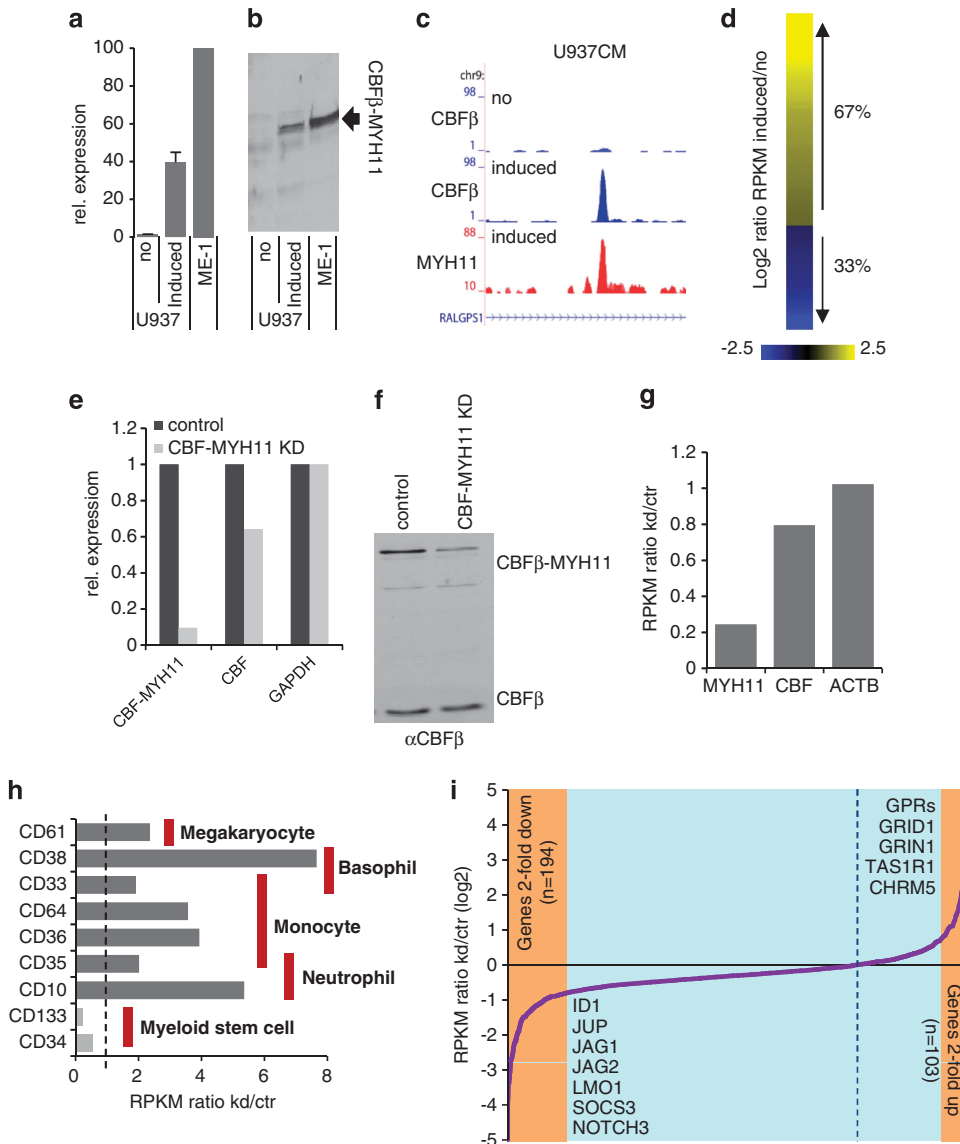 a
rel. expression
100
80
60
40
20
0
no
Induced
U937
ME-1
b
CBFβ-MYH11
no
Induced
U937
ME-1
c
U937CM
chr9:
98
no
CBFβ
1
98
induced
CBFβ
1
88
induced
MYH11
10
RALGPS1
d
Log2 ratio RPKM induced/no
67%
33%
-2.5
2.5
e
control
CBF-MYH11 KD
rel. expressiom
1.2
1
0.8
0.6
0.4
0.2
0
CBF-MYH11
CBF
GAPDH
f
control
CBF-MYH11 KD
CBFβ-MYH11
CBFβ
αCBFβ
g
RPKM ratio kd/ctr
1.2
1
0.8
0.6
0.4
0.2
0
MYH11
CBF
ACTB
h
CD61
Megakaryocyte
CD38
Basophil
CD33
CD64
Monocyte
CD36
CD35
Neutrophil
CD10
CD133
Myeloid stem cell
CD34
0
2
4
6
8
RPKM ratio kd/ctr
i
RPKM ratio kd/ctr (log2)
5
4
3
2
1
0
-1
-2
-3
-4
-5
Genes 2-fold down
(n=194)
GPRs
GRID1
GRIN1
TAS1R1
CHRM5
ID1
JUP
JAG1
JAG2
LMO1
SOCS3
NOTCH3
Genes 2-fold up
(n=103)